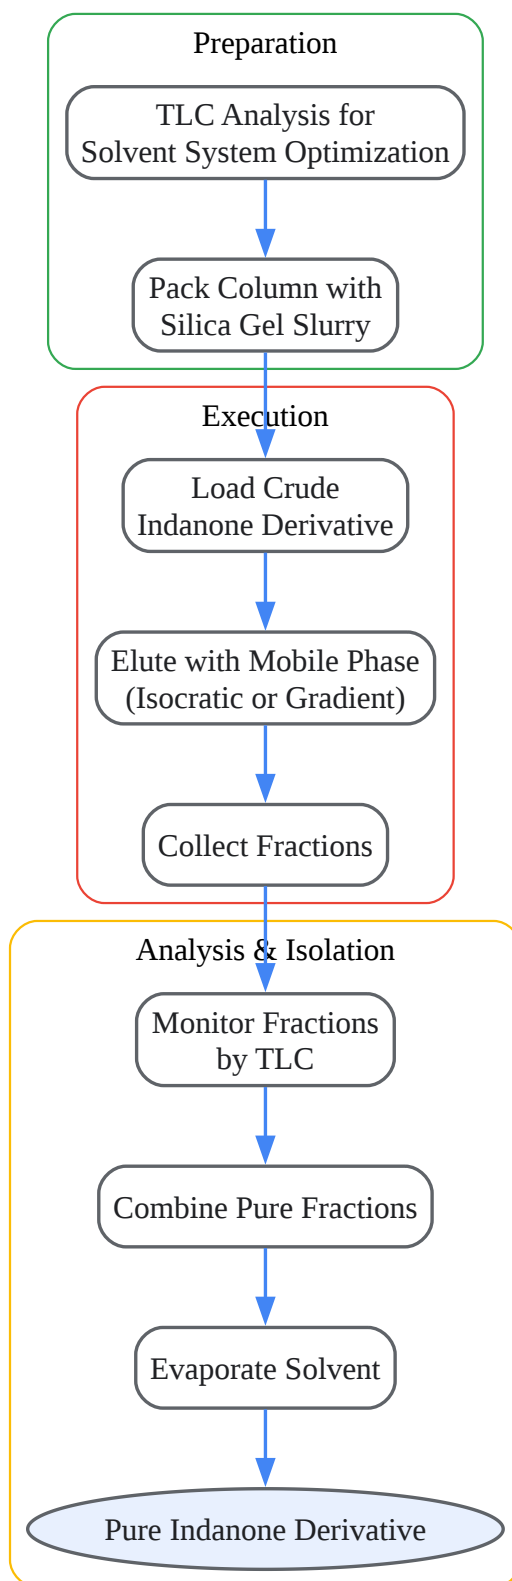 Preparation
TLC Analysis for
Solvent System Optimization
Pack Column with
Silica Gel Slurry
Execution
Load Crude
Indanone Derivative
Elute with Mobile Phase
(Isocratic or Gradient)
Collect Fractions
Analysis & Isolation
Monitor Fractions
by TLC
Combine Pure Fractions
Evaporate Solvent
Pure Indanone Derivative